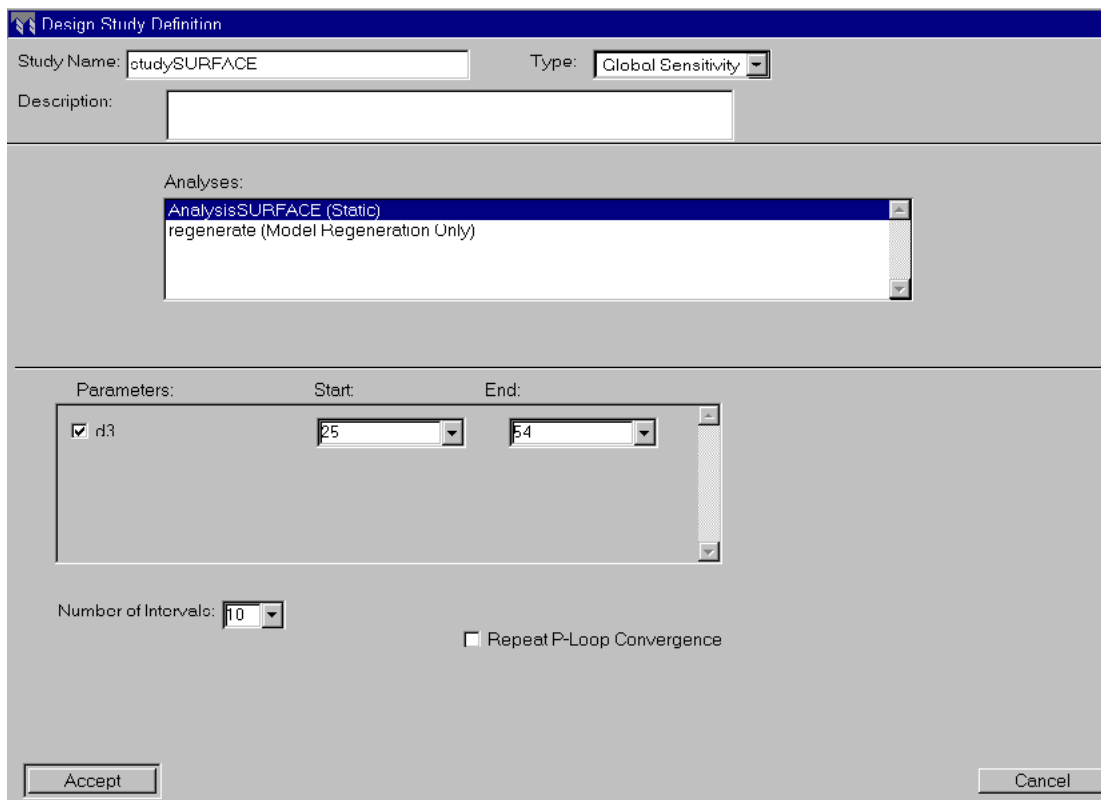 Design Study Definition
Study Name: studySURFACE Type: Global Sensitivity
Description:
Analyses:
AnalysisSURFACE (Static)
regenerate (Model Regeneration Only)
Parameters: Start: End:
d3 25 54
Number of Intervals: 10
Repeat P-Loop Convergence
Accept Cancel